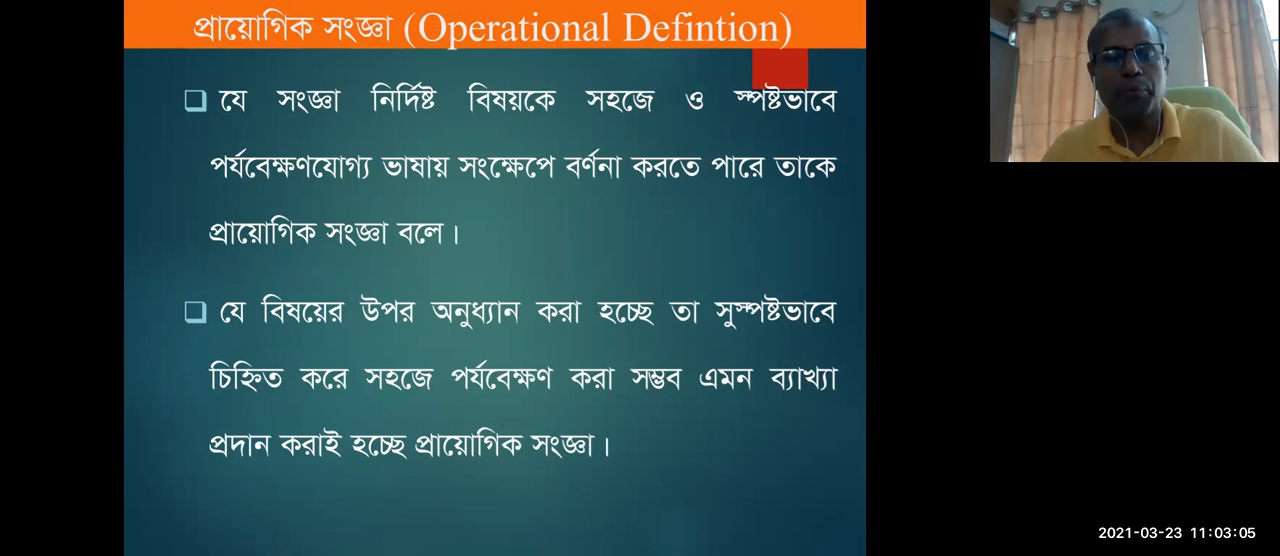 প্রায়োগিক সংজ্ঞা (Operational Defintion)
❑ যে সংজ্ঞা নির্দিষ্ট বিষয়কে সহজে ও স্পষ্টভাবে
পর্যবেক্ষণযোগ্য ভাষায় সংক্ষেপে বর্ণনা করতে পারে তাকে
প্রায়োগিক সংজ্ঞা বলে।
❑ যে বিষয়ের উপর অনুধ্যান করা হচ্ছে তা সুস্পষ্টভাবে
চিহ্নিত করে সহজে পর্যবেক্ষণ করা সম্ভব এমন ব্যাখ্যা
প্রদান করাই হচ্ছে প্রায়োগিক সংজ্ঞা।
2021-03-23 11:03:05